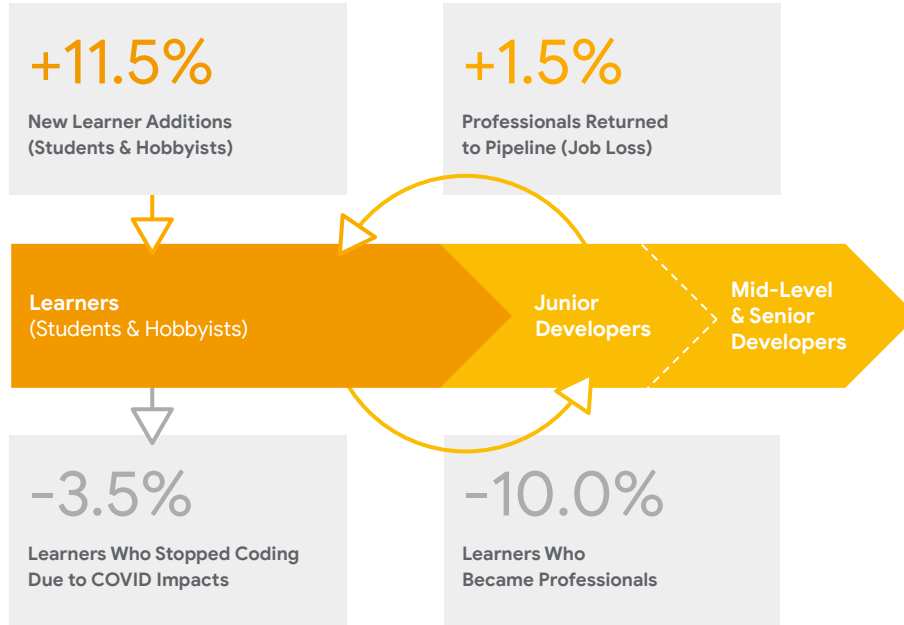 +11.5%
New Learner Additions
(Students & Hobbyists)
+1.5%
Professionals Returned
to Pipeline (Job Loss)
Learners
(Students & Hobbyists)
Junior
Developers
Mid-Level
& Senior
Developers
-3.5%
Learners Who Stopped Coding
Due to COVID Impacts
-10.0%
Learners Who
Became Professionals